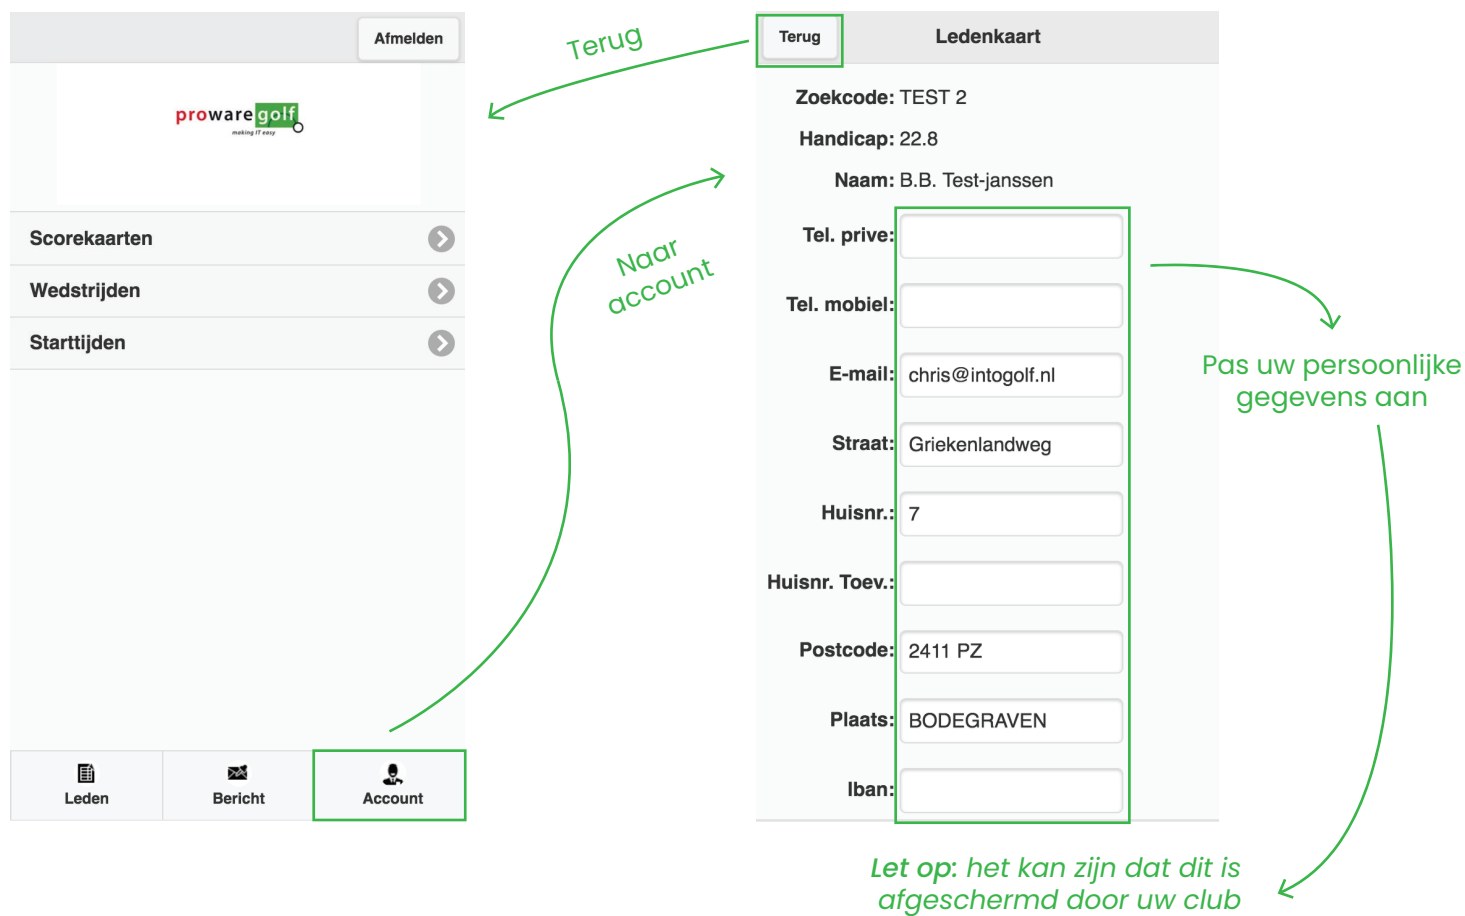 Afmelden
prowaregolf
making IT easy
Scorekaarten
Wedstrijden
Starttijden
Leden
Bericht
Account
Terug
Naar
account
Terug
Ledenkaart
Zoekcode: TEST 2
Handicap: 22.8
Naam: B.B. Test-janssen
Tel. prive:
Tel. mobiel:
E-mail: chris@intogolf.nl
Straat: Griekenlandweg
Huisnr.: 7
Huisnr. Toev.:
Postcode: 2411 PZ
Plaats: BODEGRAVEN
Iban:
Pas uw persoonlijke
gegevens aan
Let op: het kan zijn dat dit is
afgeschermd door uw club